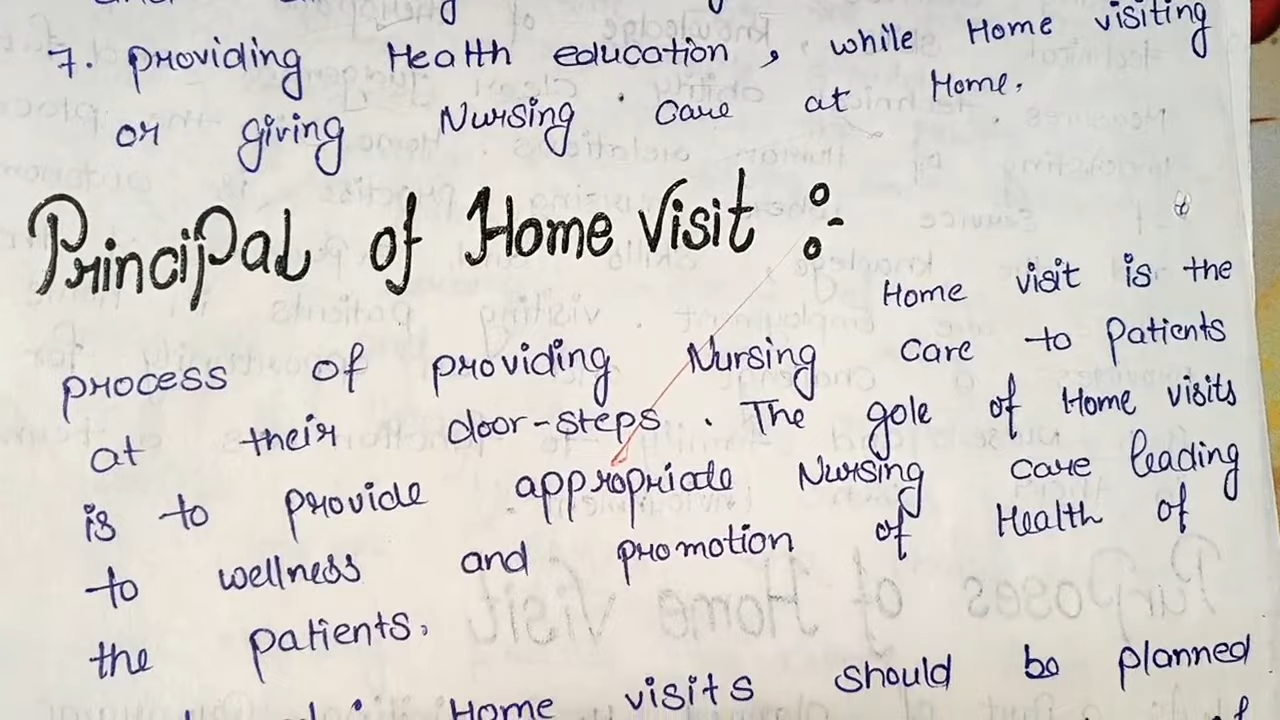 7. providing Health education, while Home visiting
or giving Nursing care at Home.
Principal of Home Visit :-
Home visit is the
process of providing Nursing care to patients
at their door-steps. The gole of Home visits
is to provide appropriate Nursing care leading
to wellness and promotion of Health of
the patients.
Home visits should be planned